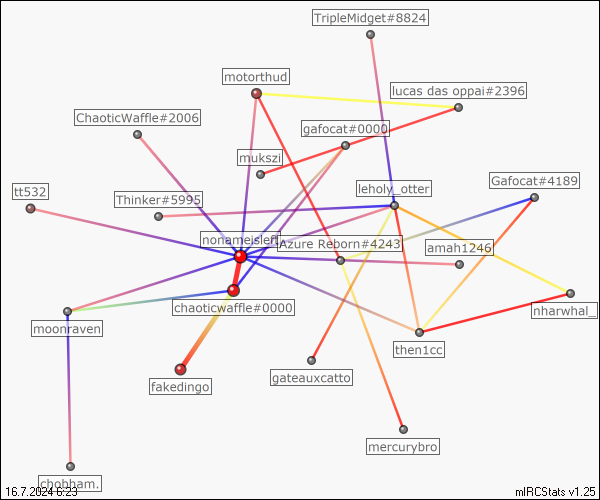 TripleMidget#8824
motorthud
lucas das oppai#2396
ChaoticWaffle#2006
gafocat#0000
mukszi
leholy_otter
Gafocat#4189
tt532
Thinker#5995
nonameisleft
Azure Reborn#4243
amah1246
chaoticwaffle#0000
nharwhal_
moonraven
then1cc
fakedingo
gateauxcatto
mercurybro
chobham.
16.7.2024 6:23
mIRCStats v1.25